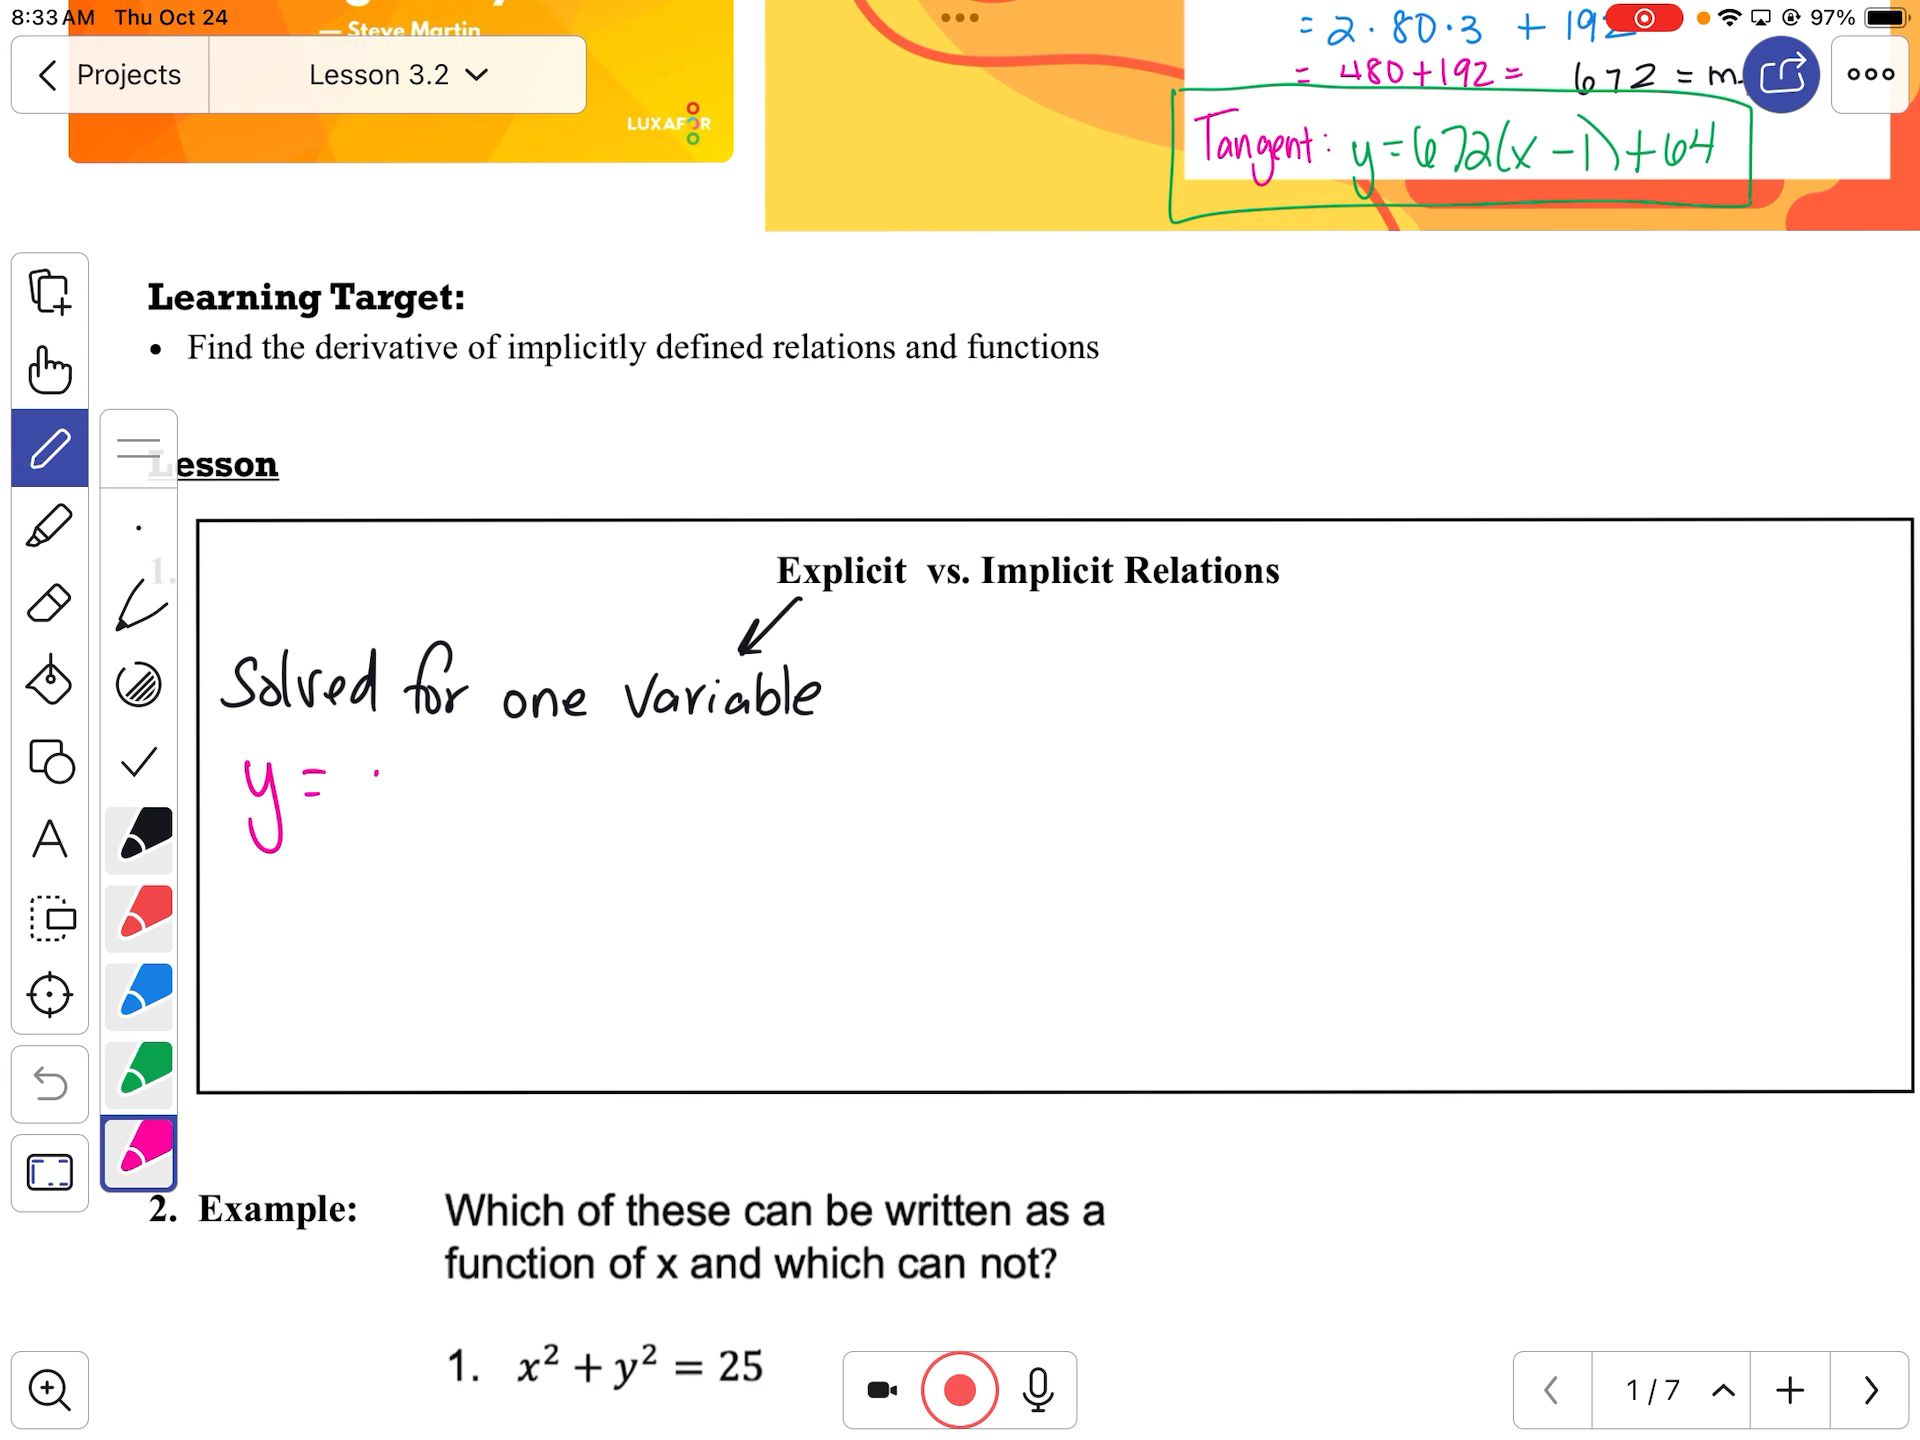 8:33 AM Thu Oct 24
97%
— Steve Martin
Projects
Lesson 3.2
LUXAFOR
= 2 · 80 · 3 + 192
= 480 + 192 = 672 = m
Tangent: y = 672(x - 1) + 64
Learning Target:
• Find the derivative of implicitly defined relations and functions
Lesson
1.
Explicit vs. Implicit Relations
Solved for one variable
y =
A
2. Example: Which of these can be written as a
function of x and which can not?
1. x² + y² = 25
1 / 7